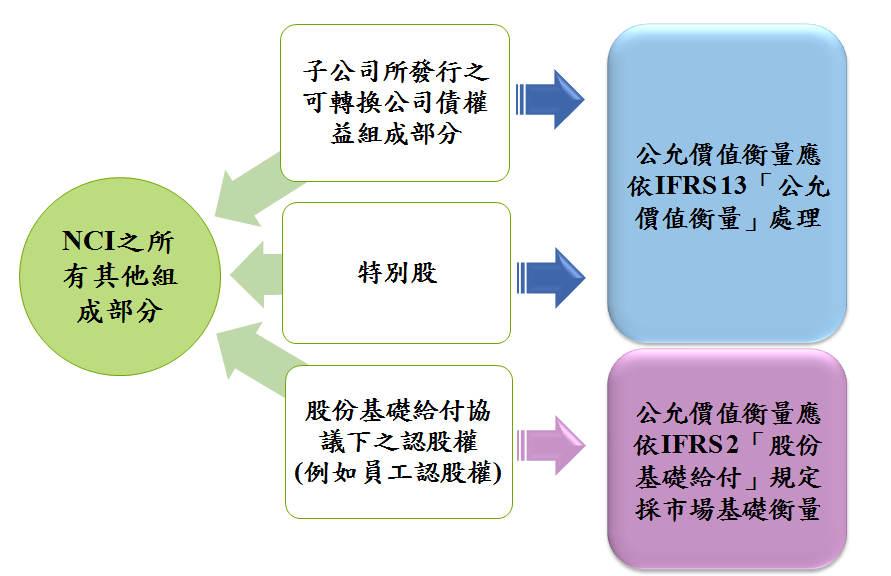 NCI之所
有其他組
成部分
子公司所發行之
可轉換公司債權
益組成部分
公允價值衡量應
依IFRS 13「公允
價值衡量」處理
特別股
股份基礎給付協
議下之認股權
(例如員工認股權)
公允價值衡量應
依IFRS 2「股份
基礎給付」規定
採市場基礎衡量